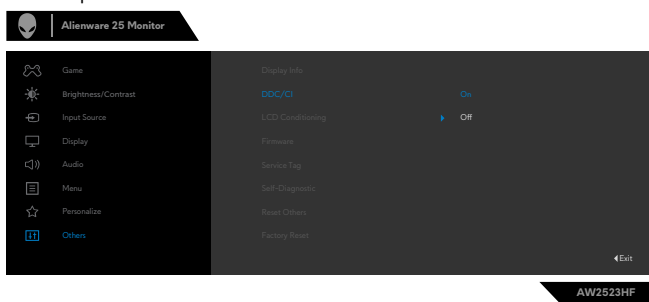 Alienware 25 Monitor
Game
Display Info
Brightness/Contrast
DDC/CI
On
Input Source
LCD Conditioning
Off
Display
Firmware
Audio
Service Tag
Menu
Self-Diagnostic
Personalize
Reset Others
Others
Factory Reset
Exit
AW2523HF